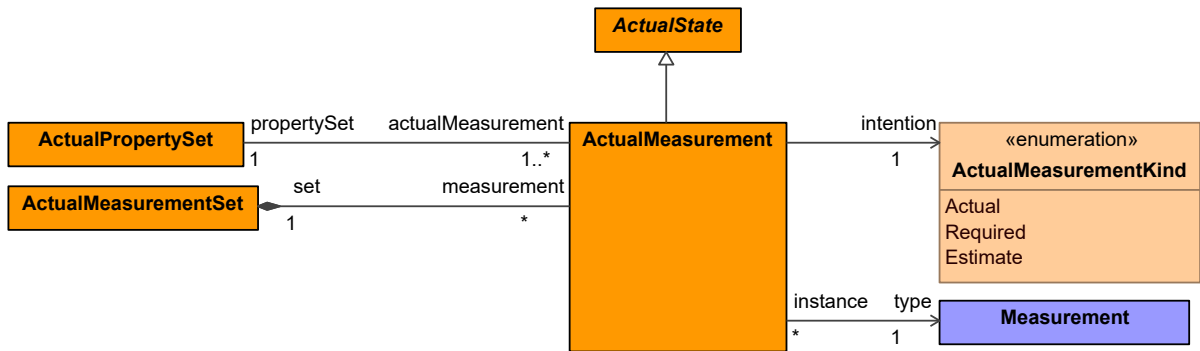 ActualState
propertySet
actualMeasurement
ActualPropertySet
1
1..*
ActualMeasurement
intention
1
«enumeration»
ActualMeasurementKind
Actual
Required
Estimate
set
measurement
ActualMeasurementSet
1
*
instance
type
*
1
Measurement